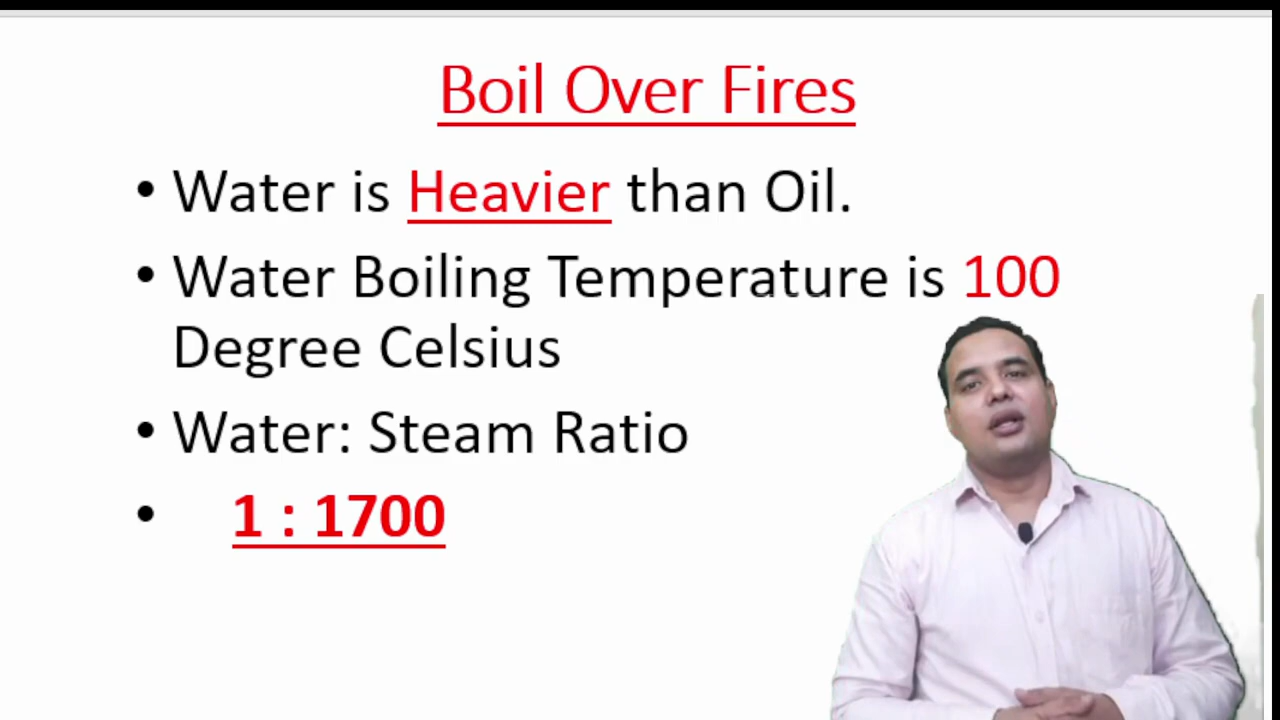 Boil Over Fires
• Water is Heavier than Oil.
• Water Boiling Temperature is 100
Degree Celsius
• Water: Steam Ratio
• 1 : 1700